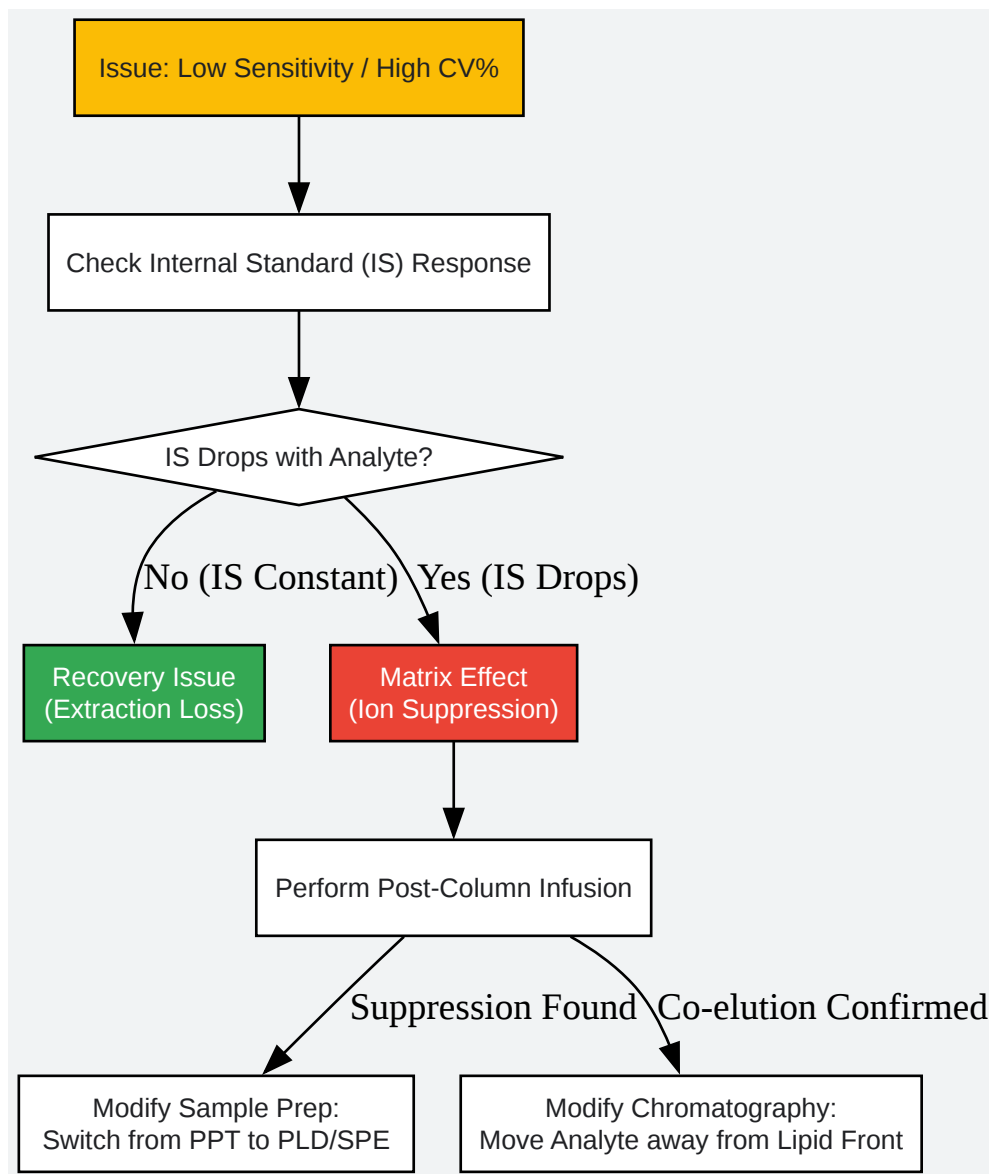 Issue: Low Sensitivity / High CV%
Check Internal Standard (IS) Response
IS Drops with Analyte?
No (IS Constant)
Yes (IS Drops)
Recovery Issue
(Extraction Loss)
Matrix Effect
(Ion Suppression)
Perform Post-Column Infusion
Suppression Found
Co-elution Confirmed
Modify Sample Prep:
Switch from PPT to PLD/SPE
Modify Chromatography:
Move Analyte away from Lipid Front